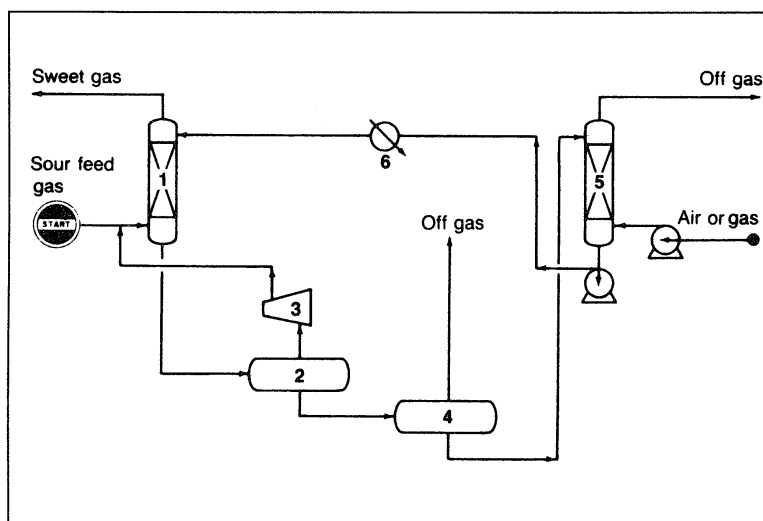 Sweet gas
Off gas
Sour feed
gas
START
1
6
5
Off gas
Air or gas
3
2
4